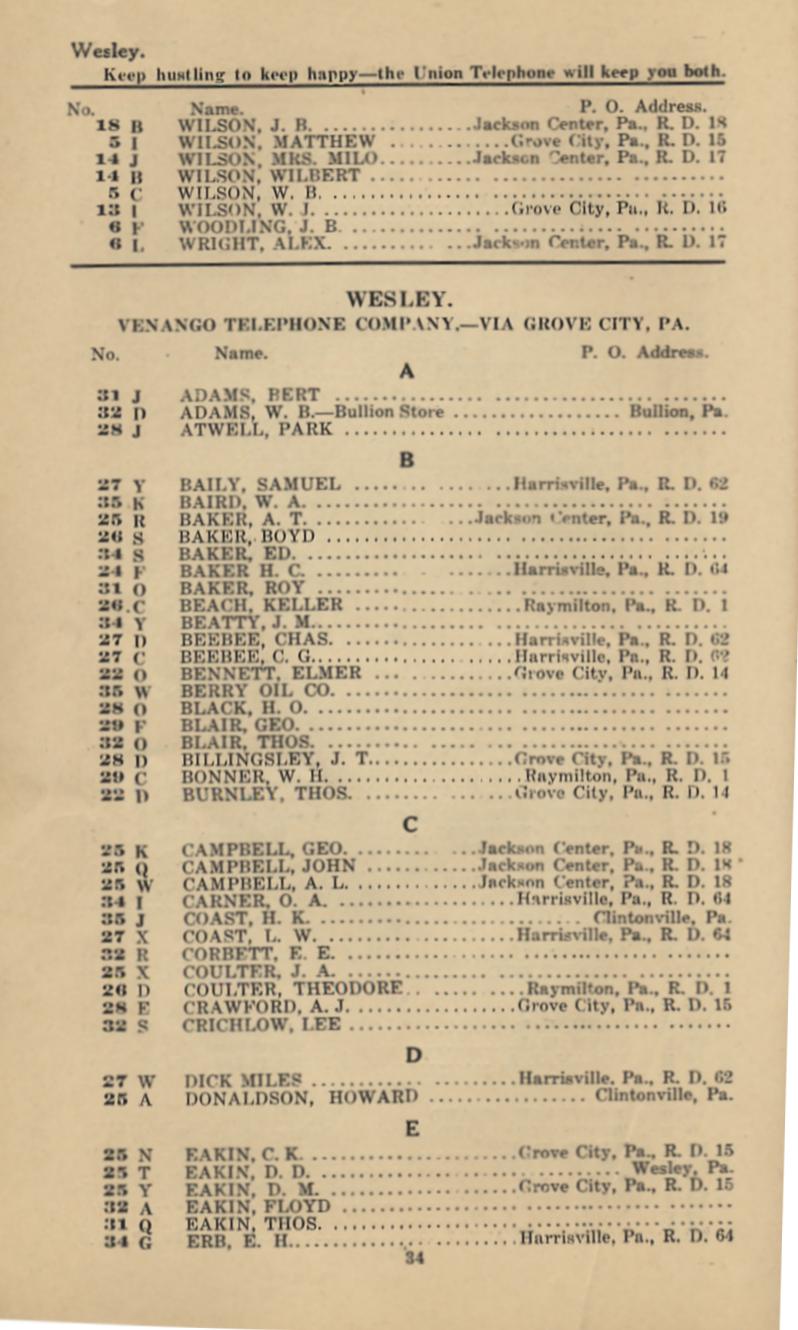 Wesley.
Keep hustling to keep happy—the Union Telephone will keep you both.
No. Name. P. O. Address.
18 B WILSON, J. B. ................Jackson Center, Pa., R. D. 18
5 I WILSON, MATTHEW ............Grove City, Pa., R. D. 15
14 J WILSON, MRS. MILO..........Jackson Center, Pa., R. D. 17
14 B WILSON, WILBERT ................................
5 C WILSON, W. B. ................................
13 I WILSON, W. J. ....................Grove City, Pa., R. D. 16
6 F WOODLING, J. B. ................................
6 L WRIGHT, ALEX. .............Jackson Center, Pa., R. D. 17
WESLEY.
VENANGO TELEPHONE COMPANY.—VIA GROVE CITY, PA.
No. Name. P. O. Address.
A
31 J ADAMS, BERT ................................
32 D ADAMS, W. B.—Bullion Store ................. Bullion, Pa.
28 J ATWELL, PARK ................................
B
27 Y BAILY, SAMUEL ................Harrisville, Pa., R. D. 62
35 K BAIRD, W. A. ................................
25 R BAKER, A. T. ................Jackson Center, Pa., R. D. 19
26 S BAKER, BOYD ................................
34 S BAKER, ED. ................................
24 F BAKER H. C. ................Harrisville, Pa., R. D. 64
31 O BAKER, ROY ................................
26 C BEACH, KELLER ................Raymilton, Pa., R. D. 1
34 Y BEATTY, J. M.................................
27 D BEEBEE, CHAS. ................Harrisville, Pa., R. D. 62
27 C BEEBEE, C. G....................Harrisville, Pa., R. D. 62
22 O BENNETT, ELMER ................Grove City, Pa., R. D. 14
35 W BERRY OIL CO. ................................
28 O BLACK, H. O. ................................
29 F BLAIR, GEO. ................................
32 O BLAIR, THOS. ................................
28 D BILLINGSLEY, J. T.................Grove City, Pa., R. D. 15
29 C BONNER, W. H. ....................Raymilton, Pa., R. D. 1
22 D BURNLEY, THOS. ................Grove City, Pa., R. D. 14
C
25 K CAMPBELL, GEO. ............Jackson Center, Pa., R. D. 18
25 Q CAMPBELL, JOHN ............Jackson Center, Pa., R. D. 18
25 W CAMPBELL, A. L. ............Jackson Center, Pa., R. D. 18
34 I CARNER, O. A. ................Harrisville, Pa., R. D. 64
35 J COAST, H. K. ............................ Clintonville, Pa.
27 X COAST, L. W. ................Harrisville, Pa., R. D. 64
32 R CORBETT, E. E. ................................
25 X COULTER, J. A. ................................
26 D COULTER, THEODORE ............Raymilton, Pa., R. D. 1
28 E CRAWFORD, A. J. ................Grove City, Pa., R. D. 15
32 S CRICHLOW, LEE ................................
D
27 W DICK MILES ....................Harrisville, Pa., R. D. 62
25 A DONALDSON, HOWARD ................ Clintonville, Pa.
E
25 N EAKIN, C. K. ....................Grove City, Pa., R. D. 15
25 T EAKIN, D. D. ............................ Wesley, Pa.
25 Y EAKIN, D. M. ....................Grove City, Pa., R. D. 15
32 A EAKIN, FLOYD ................................
31 Q EAKIN, THOS. ................................
34 G ERB, E. H.........................Harrisville, Pa., R. D. 64
34